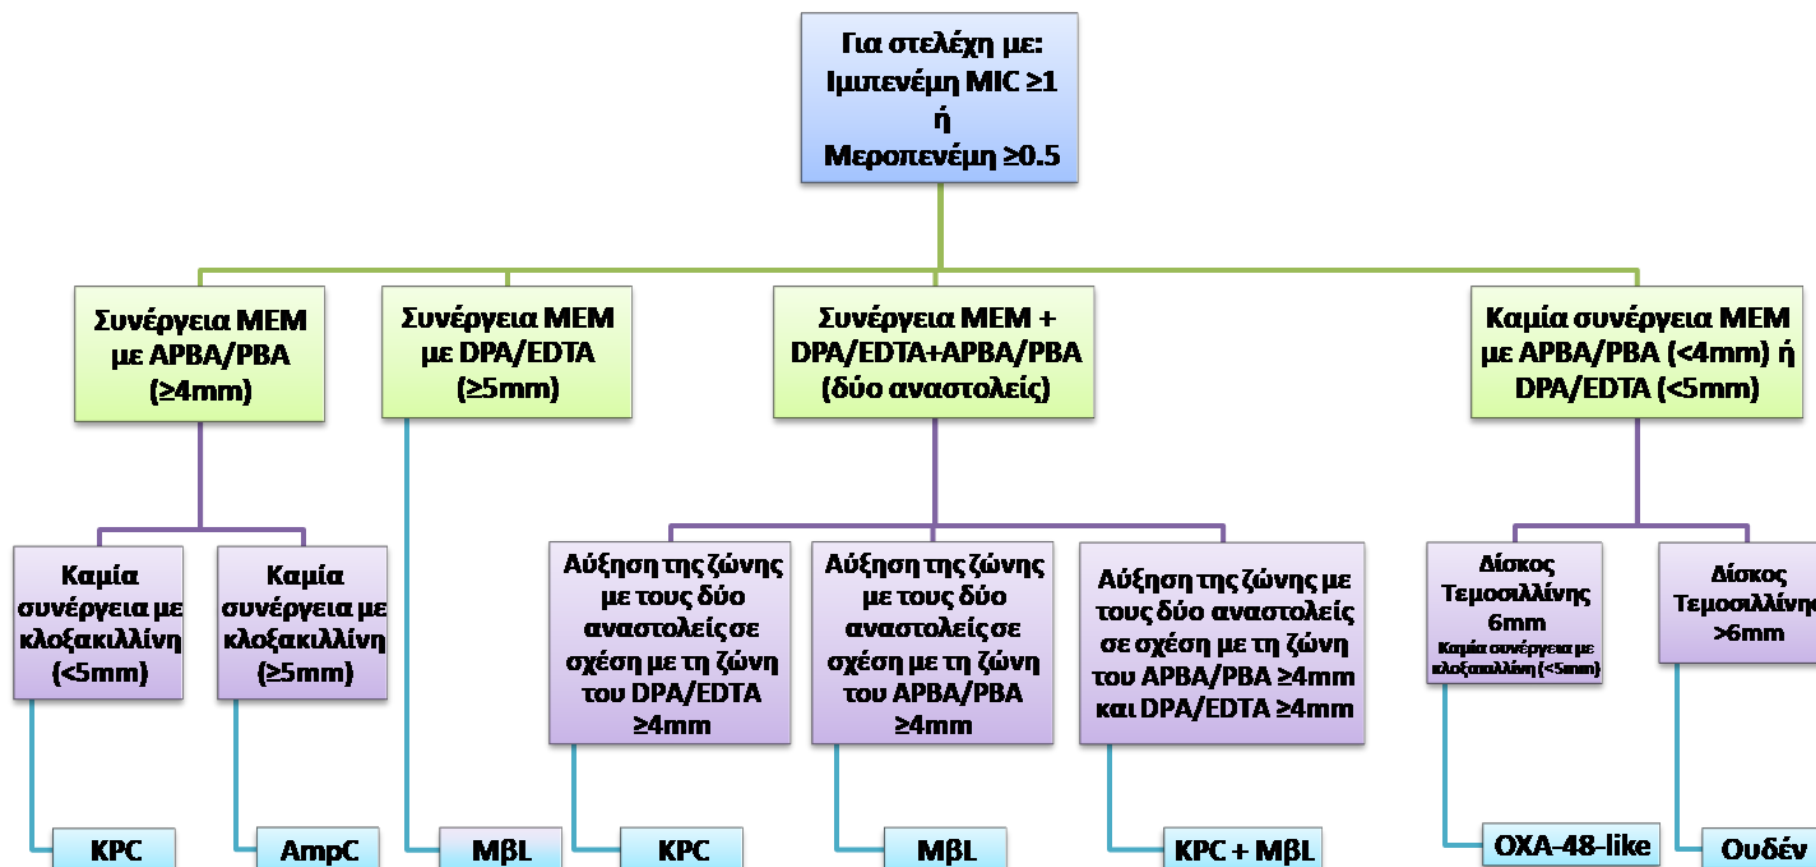 Για στελέχη με:
Ιμιπενέμη MIC ≥1
ή
Μεροπενέμη ≥0.5
Συνέργεια MEM
με APBA/PBA
(≥4mm)
Συνέργεια MEM
με DPA/EDTA
(≥5mm)
Συνέργεια MEM +
DPA/EDTA+APBA/PBA
(δύο αναστολείς)
Καμία συνέργεια MEM
με APBA/PBA (<4mm) ή
DPA/EDTA (<5mm)
Καμία
συνέργεια με
κλοξακιλλίνη
(<5mm)
Καμία
συνέργεια με
κλοξακιλλίνη
(≥5mm)
Αύξηση της ζώνης
με τους δύο
αναστολείς σε
σχέση με τη ζώνη
του DPA/EDTA
≥4mm
Αύξηση της ζώνης
με τους δύο
αναστολείς σε
σχέση με τη ζώνη
του APBA/PBA
≥4mm
Αύξηση της ζώνης με
τους δύο αναστολείς
σε σχέση με τη ζώνη
του APBA/PBA ≥4mm
και DPA/EDTA ≥4mm
Δίσκος
Τεμοσιλλίνης
6mm
Καμία συνέργεια με
κλοξακιλλίνη (<5mm)
Δίσκος
Τεμοσιλλίνης
>6mm
KPC
AmpC
MβL
KPC
MβL
KPC + MβL
OXA-48-like
Ουδέν